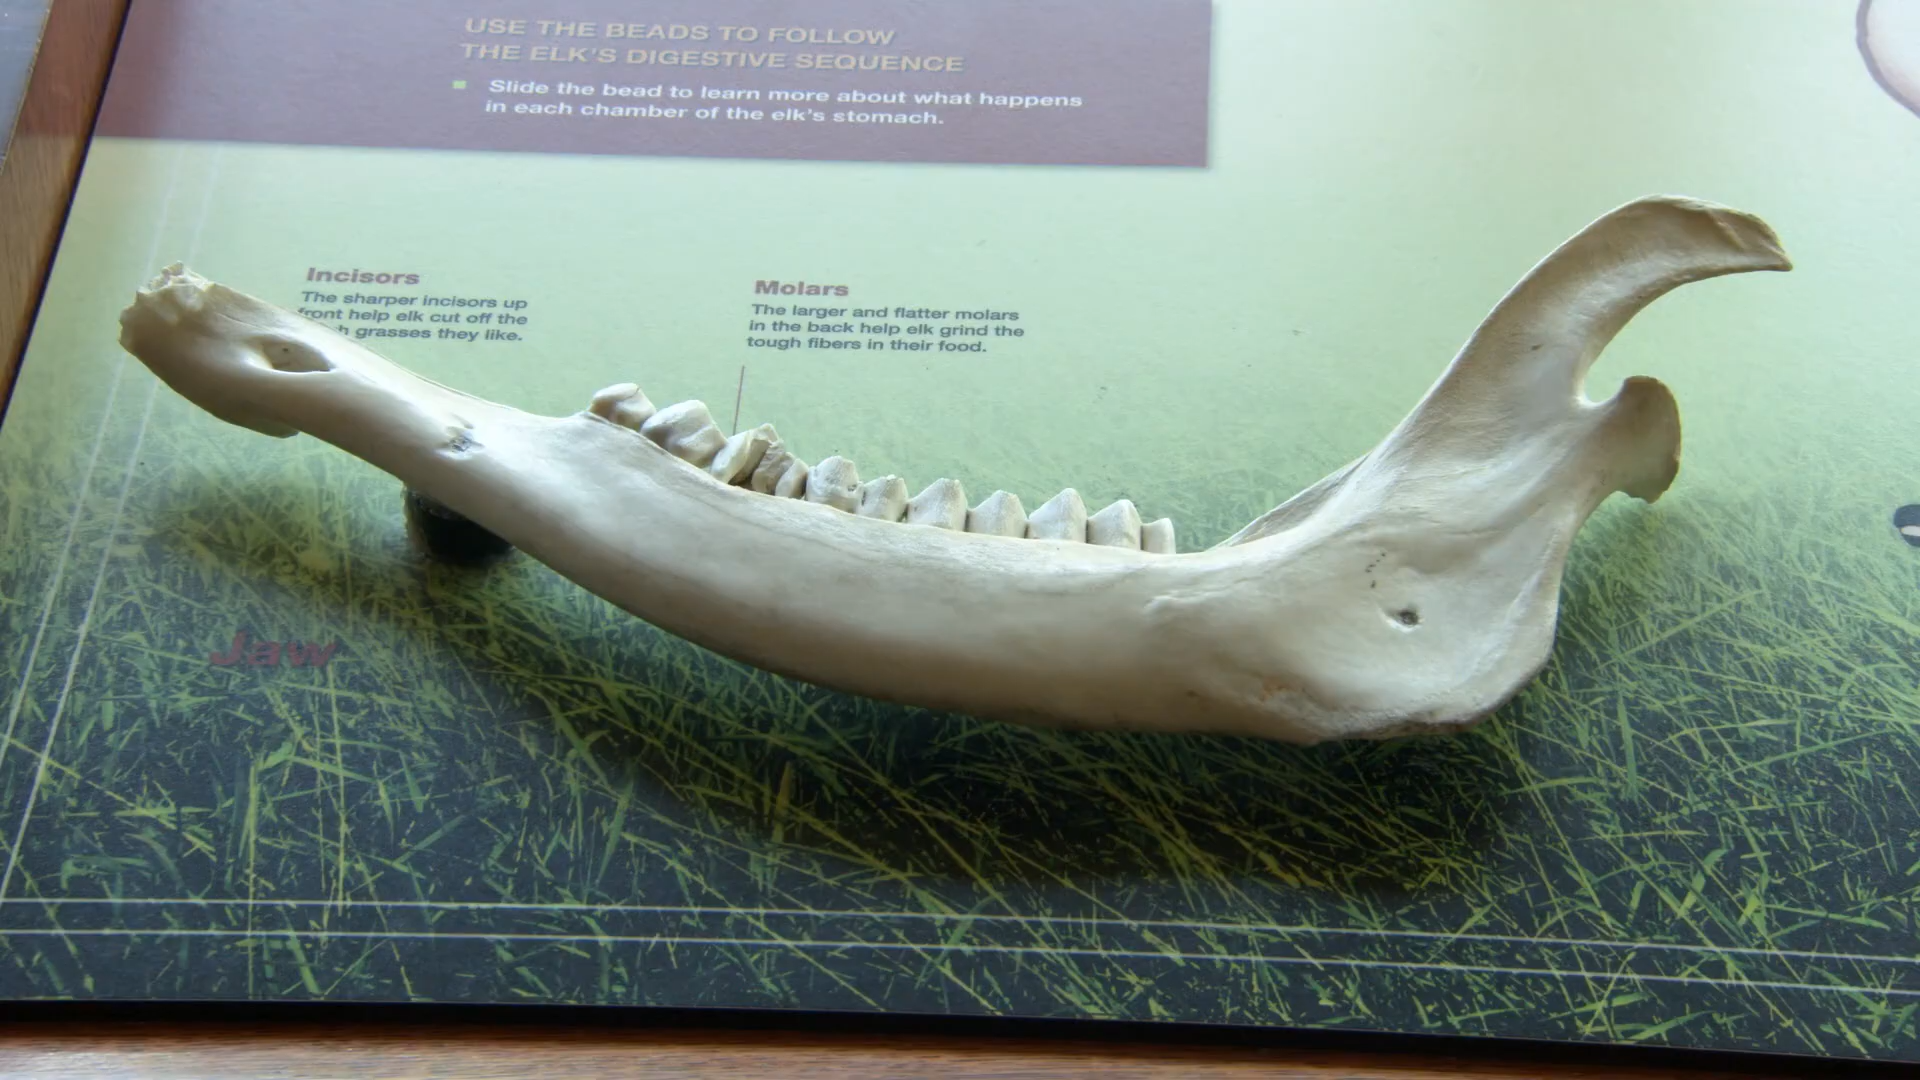 USE THE BEADS TO FOLLOW
THE ELK'S DIGESTIVE SEQUENCE
Slide the bead to learn more about what happens
in each chamber of the elk's stomach.
Incisors
The sharper incisors up
front help elk cut off the
grasses they like.
Molars
The larger and flatter molars
in the back help elk grind the
tough fibers in their food.
Jaw